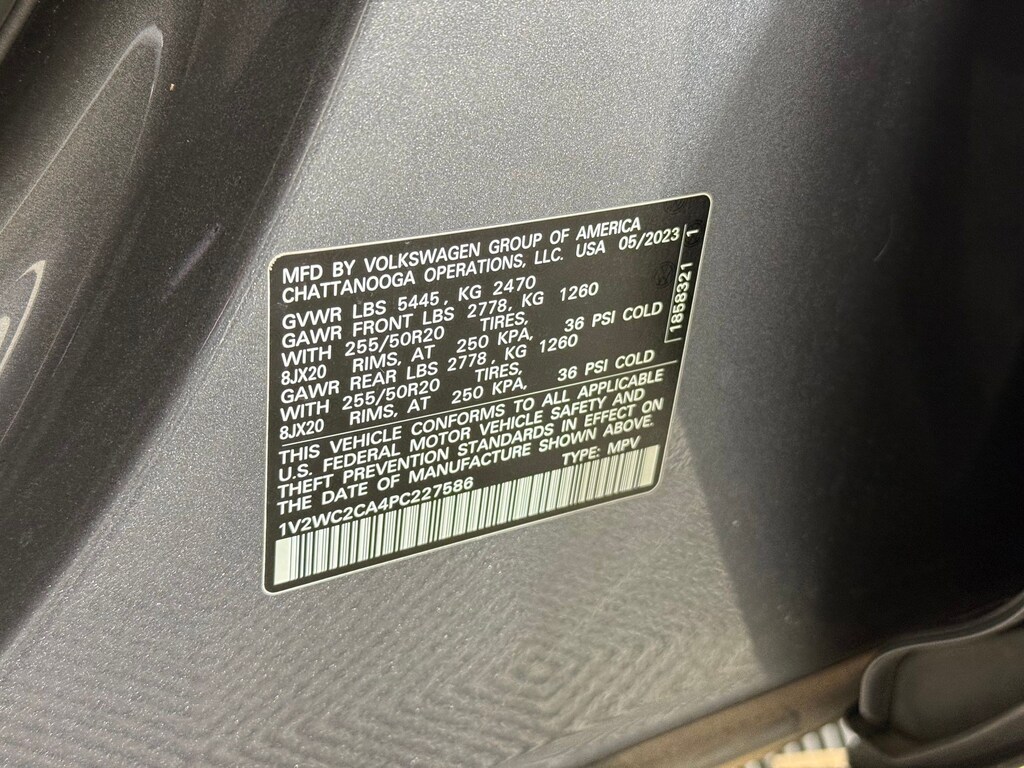 MFD BY VOLKSWAGEN GROUP OF AMERICA
CHATTANOOGA OPERATIONS, LLC. USA 05/2023
GVWR LBS 5445, KG 2470
GAWR FRONT LBS 2778, KG 1260
WITH 255/50R20 TIRES,
8JX20 RIMS, AT 250 KPA, 36 PSI COLD
GAWR REAR LBS 2778, KG 1260
WITH 255/50R20 TIRES,
8JX20 RIMS, AT 250 KPA, 36 PSI COLD
THIS VEHICLE CONFORMS TO ALL APPLICABLE
U.S. FEDERAL MOTOR VEHICLE SAFETY AND
THEFT PREVENTION STANDARDS IN EFFECT ON
THE DATE OF MANUFACTURE SHOWN ABOVE.
1V2WC2CA4PC227586 TYPE: MPV
1858321 1